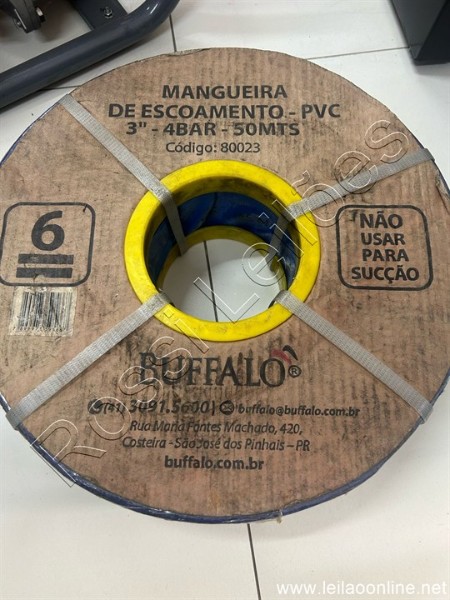 MANGUEIRA
DE ESCOAMENTO - PVC
3" - 4BAR - 50MTS
Código: 80023
6
NÃO
USAR
PARA
SUCÇÃO
BUFFALO®
(41) 3091.5600 | buffalo@buffalo.com.br
Rua Maria Fontes Machado, 420,
Costeira - São José dos Pinhais - PR
buffalo.com.br
Rossi Leilões
www.leilaoonline.net